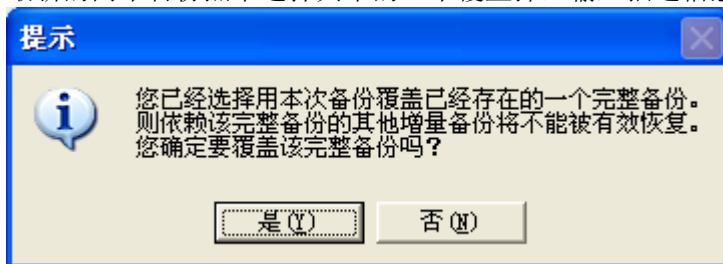 提示
您已经选择用本次备份覆盖已经存在的一个完整备份。
则依赖该完整备份的其他增量备份将不能被有效恢复。
您确定要覆盖该完整备份吗？
是(Y) 否(N)